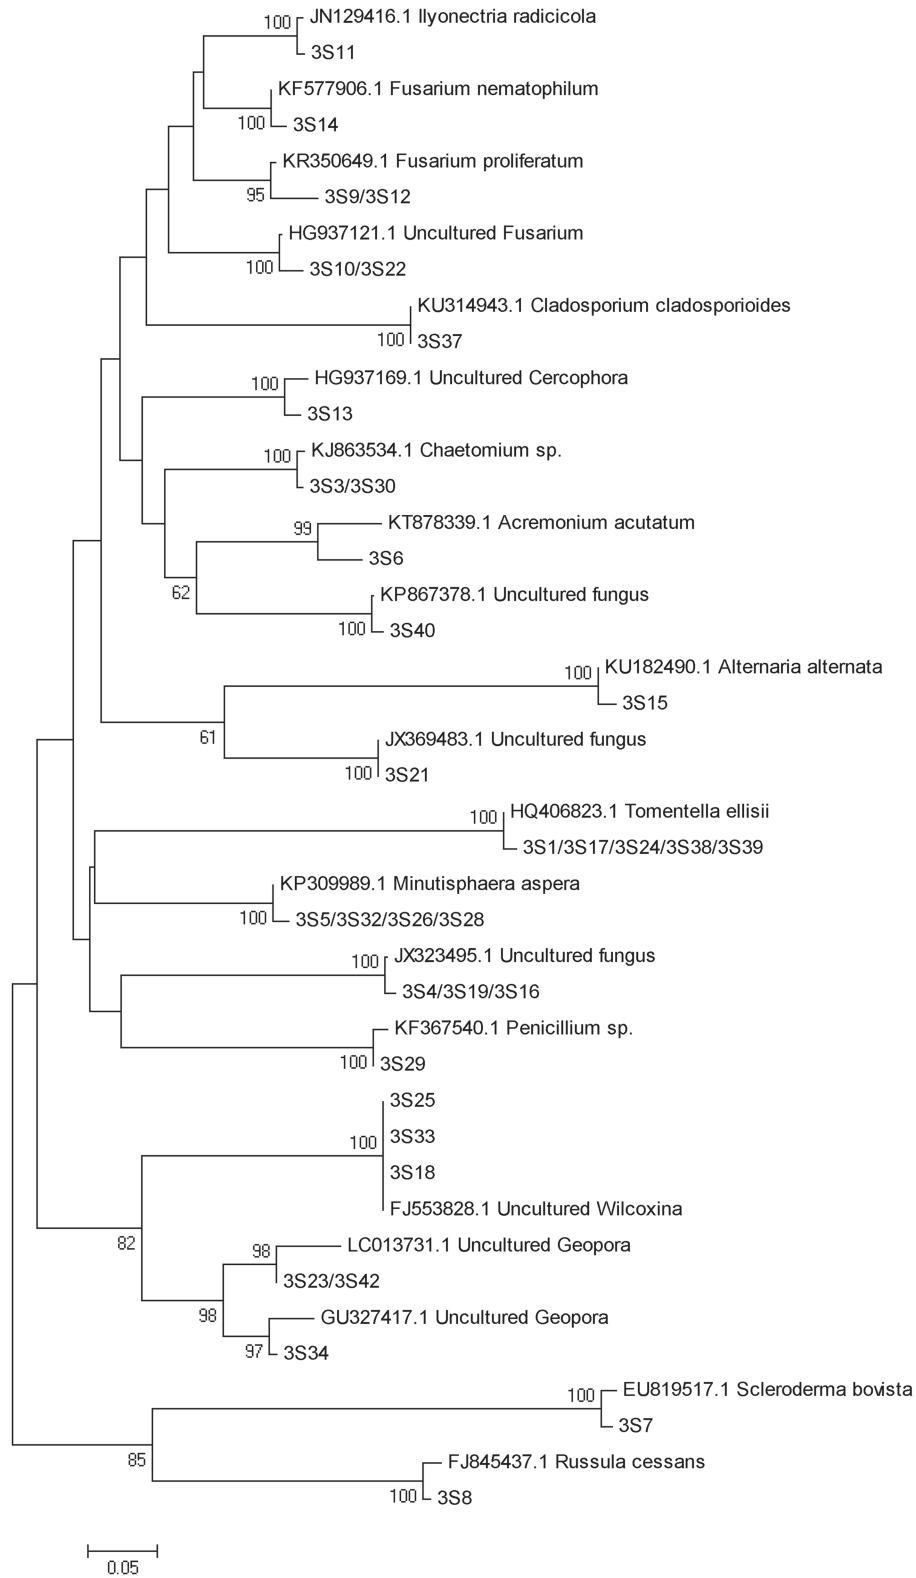 100 JN129416.1 Ilyonectria radicicola
3S11
KF577906.1 Fusarium nematophilum
100 3S14
KR350649.1 Fusarium proliferatum
95 3S9/3S12
HG937121.1 Uncultured Fusarium
100 3S10/3S22
KU314943.1 Cladosporium cladosporioides
100 3S37
100 HG937169.1 Uncultured Cercophora
3S13
100 KJ863534.1 Chaetomium sp.
3S3/3S30
99 KT878339.1 Acremonium acutatum
3S6
62 KP867378.1 Uncultured fungus
100 3S40
100 KU182490.1 Alternaria alternata
3S15
61 JX369483.1 Uncultured fungus
100 3S21
100 HQ406823.1 Tomentella ellisii
3S1/3S17/3S24/3S38/3S39
KP309989.1 Minutisphaera aspera
100 3S5/3S32/3S26/3S28
100 JX323495.1 Uncultured fungus
3S4/3S19/3S16
KF367540.1 Penicillium sp.
100 3S29
3S25
100 3S33
3S18
FJ553828.1 Uncultured Wilcoxina
82 98 LC013731.1 Uncultured Geopora
3S23/3S42
98 GU327417.1 Uncultured Geopora
97 3S34
100 EU819517.1 Scleroderma bovista
3S7
85 FJ845437.1 Russula cessans
100 3S8
0.05